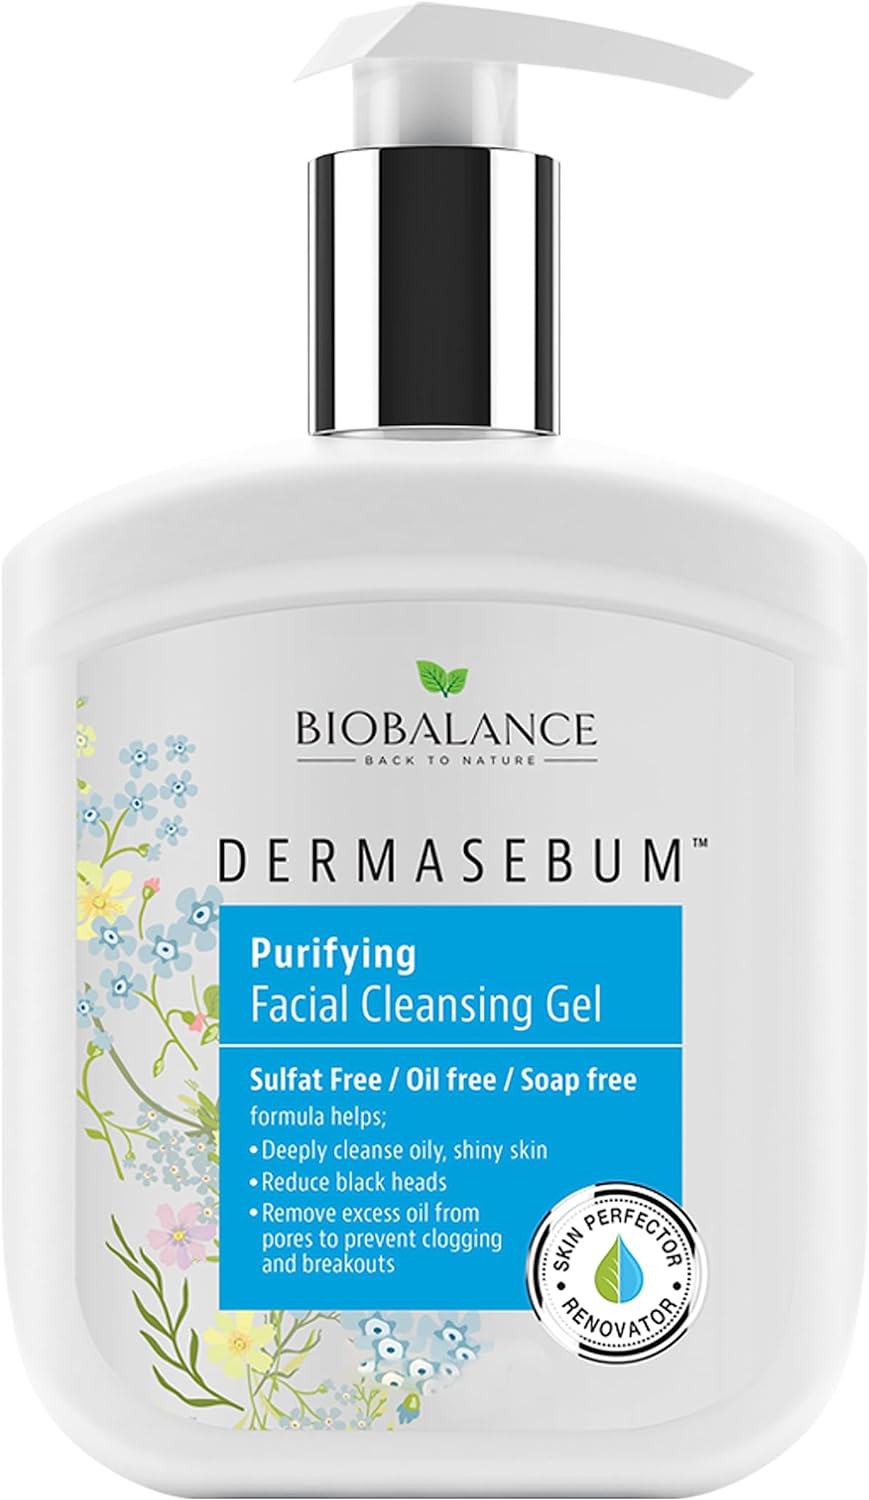 BIOBALANCE
BACK TO NATURE
DERMASEBUM™
Purifying
Facial Cleansing Gel
Sulfat Free / Oil free / Soap free
formula helps;
• Deeply cleanse oily, shiny skin
• Reduce black heads
• Remove excess oil from
pores to prevent clogging
and breakouts
SKIN PERFECTOR
• RENOVATOR •